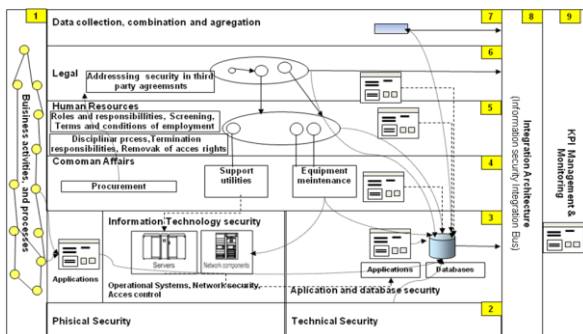 1
Data collection, combination and agregation
7
8
9
6
Legal
Addresssing security in third
party agreesmnts
Human Resources
5
Roles and responsibillities, Screening,
Terms and conditions of employment
Disciplinar prcess, Termination
responsibilities, Removak of acces rights
Comoman Affairs
4
Procurement
Support
utilities
Equipment
maintenance
Buisiness activities, and processes
Integration Architecture
(Information security Integration Bus)
KPI Management &
Monitoring
Information Technology security
3
Servers
Network components
Applications
Applications
Databases
Operational Systems, Network security,
Acces control
Aplication and database security
2
Phisical Security
Technical Security